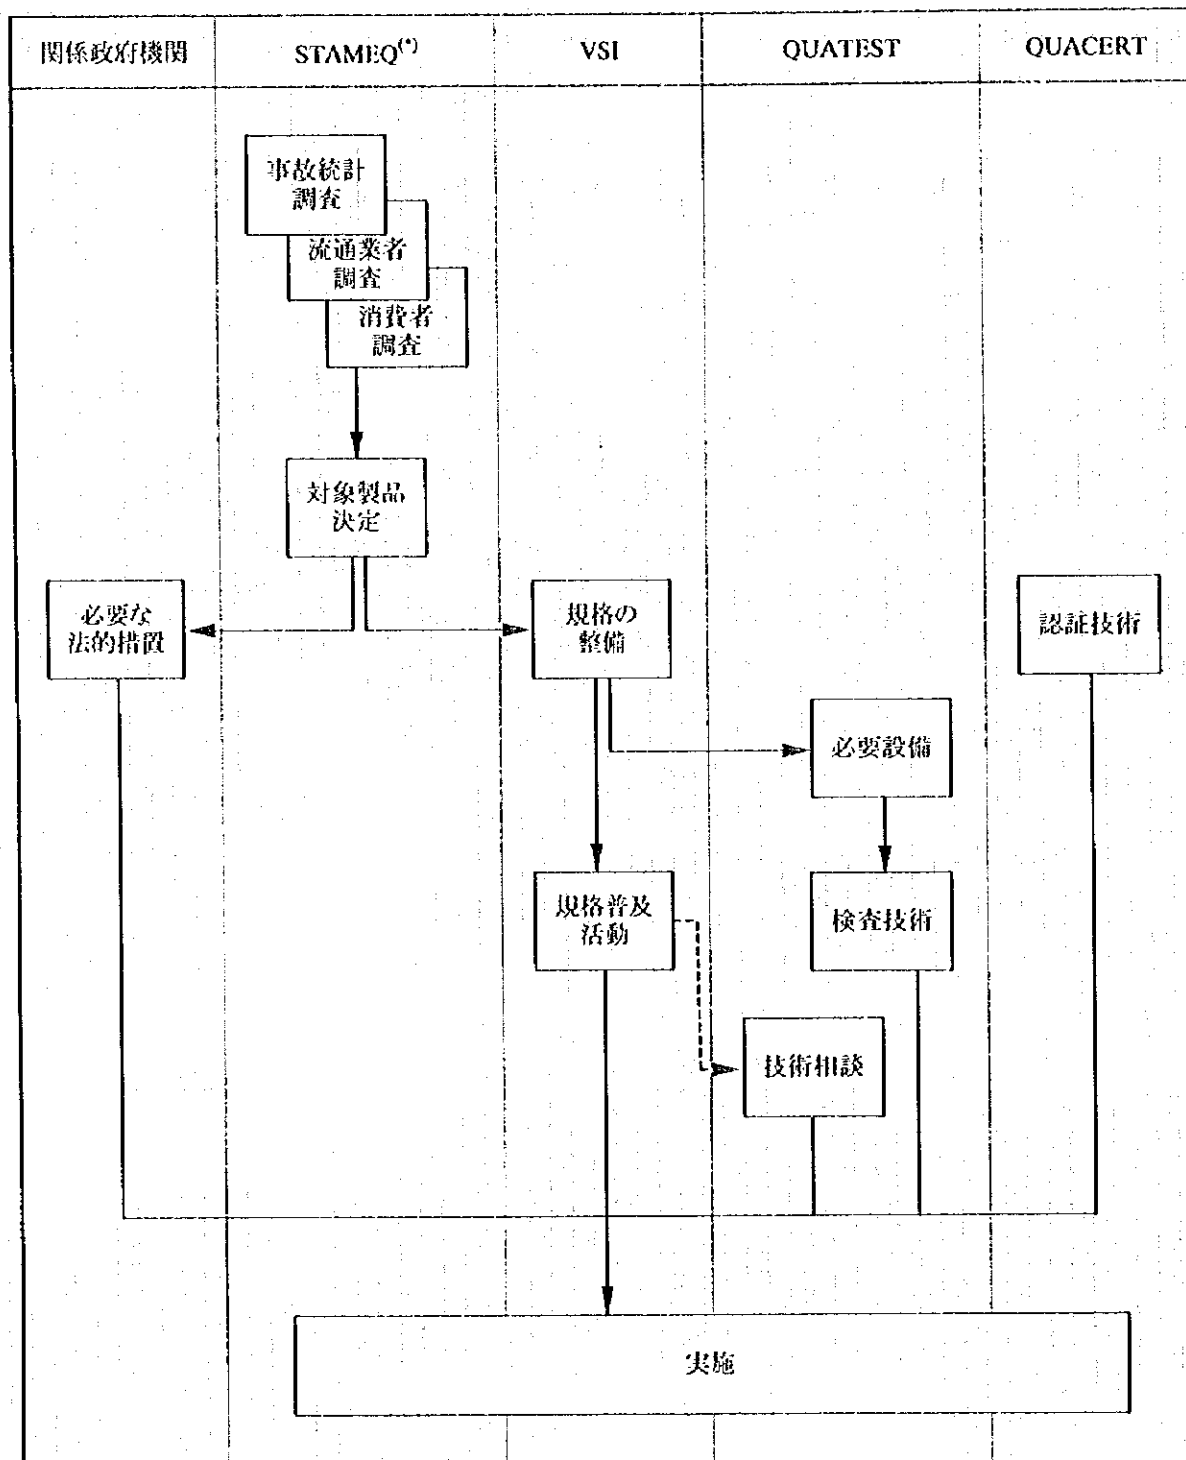 関係政府機関
STAMEQ(*)
VSI
QUATEST
QUACERT
事故統計
調査
流通業者
調査
消費者
調査
対象製品
決定
必要な
法的措置
規格の
整備
認証技術
必要設備
規格普及
活動
検査技術
技術相談
実施